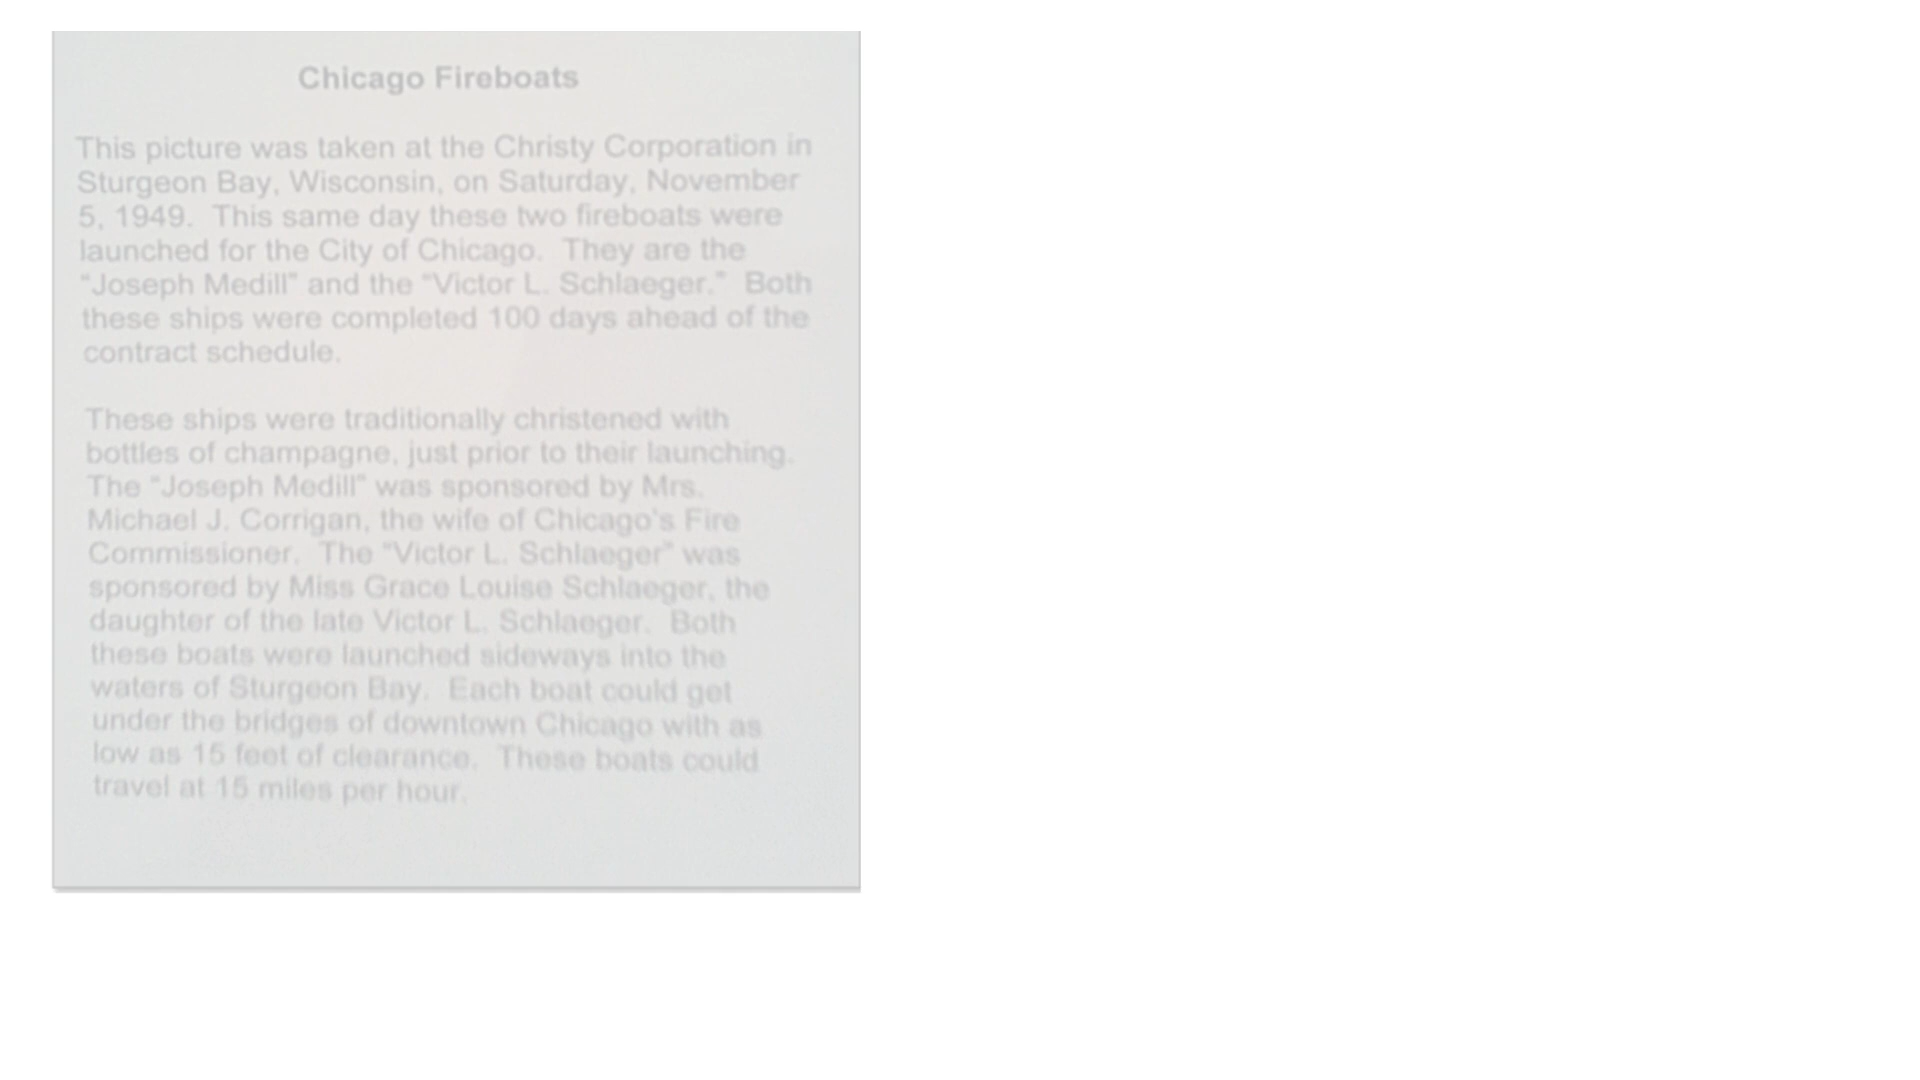 Chicago Fireboats
This picture was taken at the Christy Corporation in
Sturgeon Bay, Wisconsin, on Saturday, November
5, 1949.  This same day these two fireboats were
launched for the City of Chicago.  They are the
"Joseph Medill" and the "Victor L. Schlaeger."  Both
these ships were completed 100 days ahead of the
contract schedule.
These ships were traditionally christened with
bottles of champagne, just prior to their launching.
The "Joseph Medill" was sponsored by Mrs.
Michael J. Corrigan, the wife of Chicago's Fire
Commissioner.  The "Victor L. Schlaeger" was
sponsored by Miss Grace Louise Schlaeger, the
daughter of the late Victor L. Schlaeger.  Both
these boats were launched sideways into the
waters of Sturgeon Bay.  Each boat could get
under the bridges of downtown Chicago with as
low as 15 feet of clearance.  These boats could
travel at 15 miles per hour.